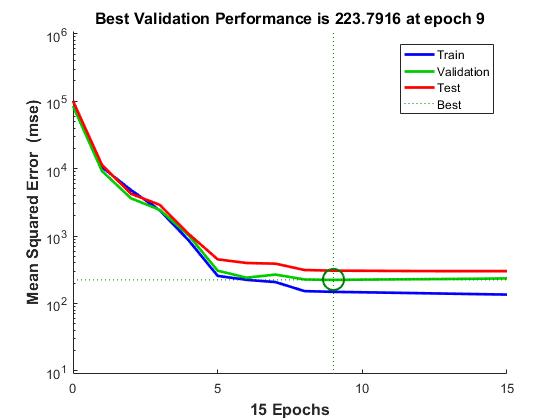 Best Validation Performance is 223.7916 at epoch 9
Mean Squared Error (mse)
10^6
10^5
10^4
10^3
10^2
10^1
Train
Validation
Test
Best
0 5 10 15
15 Epochs